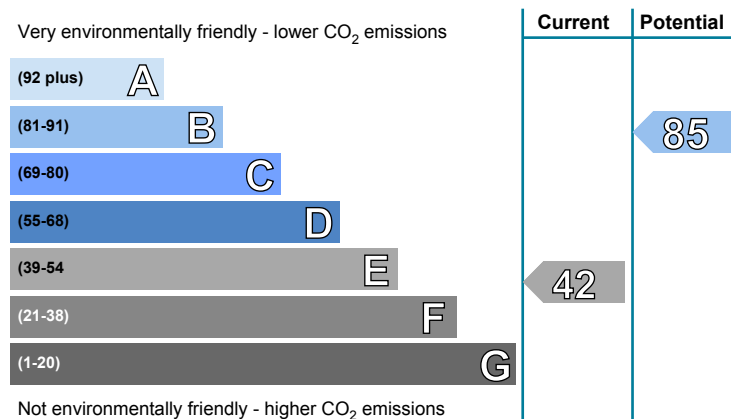 Very environmentally friendly - lower CO2 emissions
Current
Potential
(92 plus) A
(81-91) B
85
(69-80) C
(55-68) D
(39-54 E
42
(21-38) F
(1-20) G
Not environmentally friendly - higher CO2 emissions